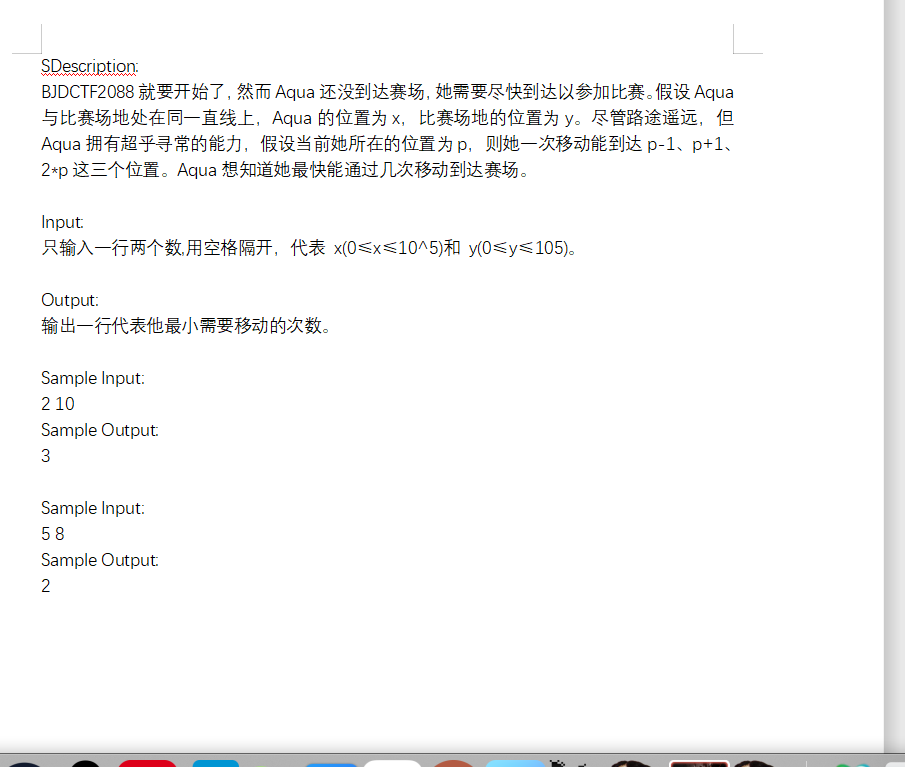 SDescription:
BJDCTF2088 就要开始了, 然而 Aqua 还没到达赛场, 她需要尽快到达以参加比赛。假设 Aqua
与比赛场地处在同一直线上，Aqua 的位置为 x，比赛场地的位置为 y。尽管路途遥远，但
Aqua 拥有超乎寻常的能力，假设当前她所在的位置为 p，则她一次移动能到达 p-1、p+1、
2*p 这三个位置。Aqua 想知道她最快能通过几次移动到达赛场。
Input:
只输入一行两个数,用空格隔开，代表 x(0≤x≤10^5)和 y(0≤y≤105)。
Output:
输出一行代表他最小需要移动的次数。
Sample Input:
2 10
Sample Output:
3
Sample Input:
5 8
Sample Output:
2